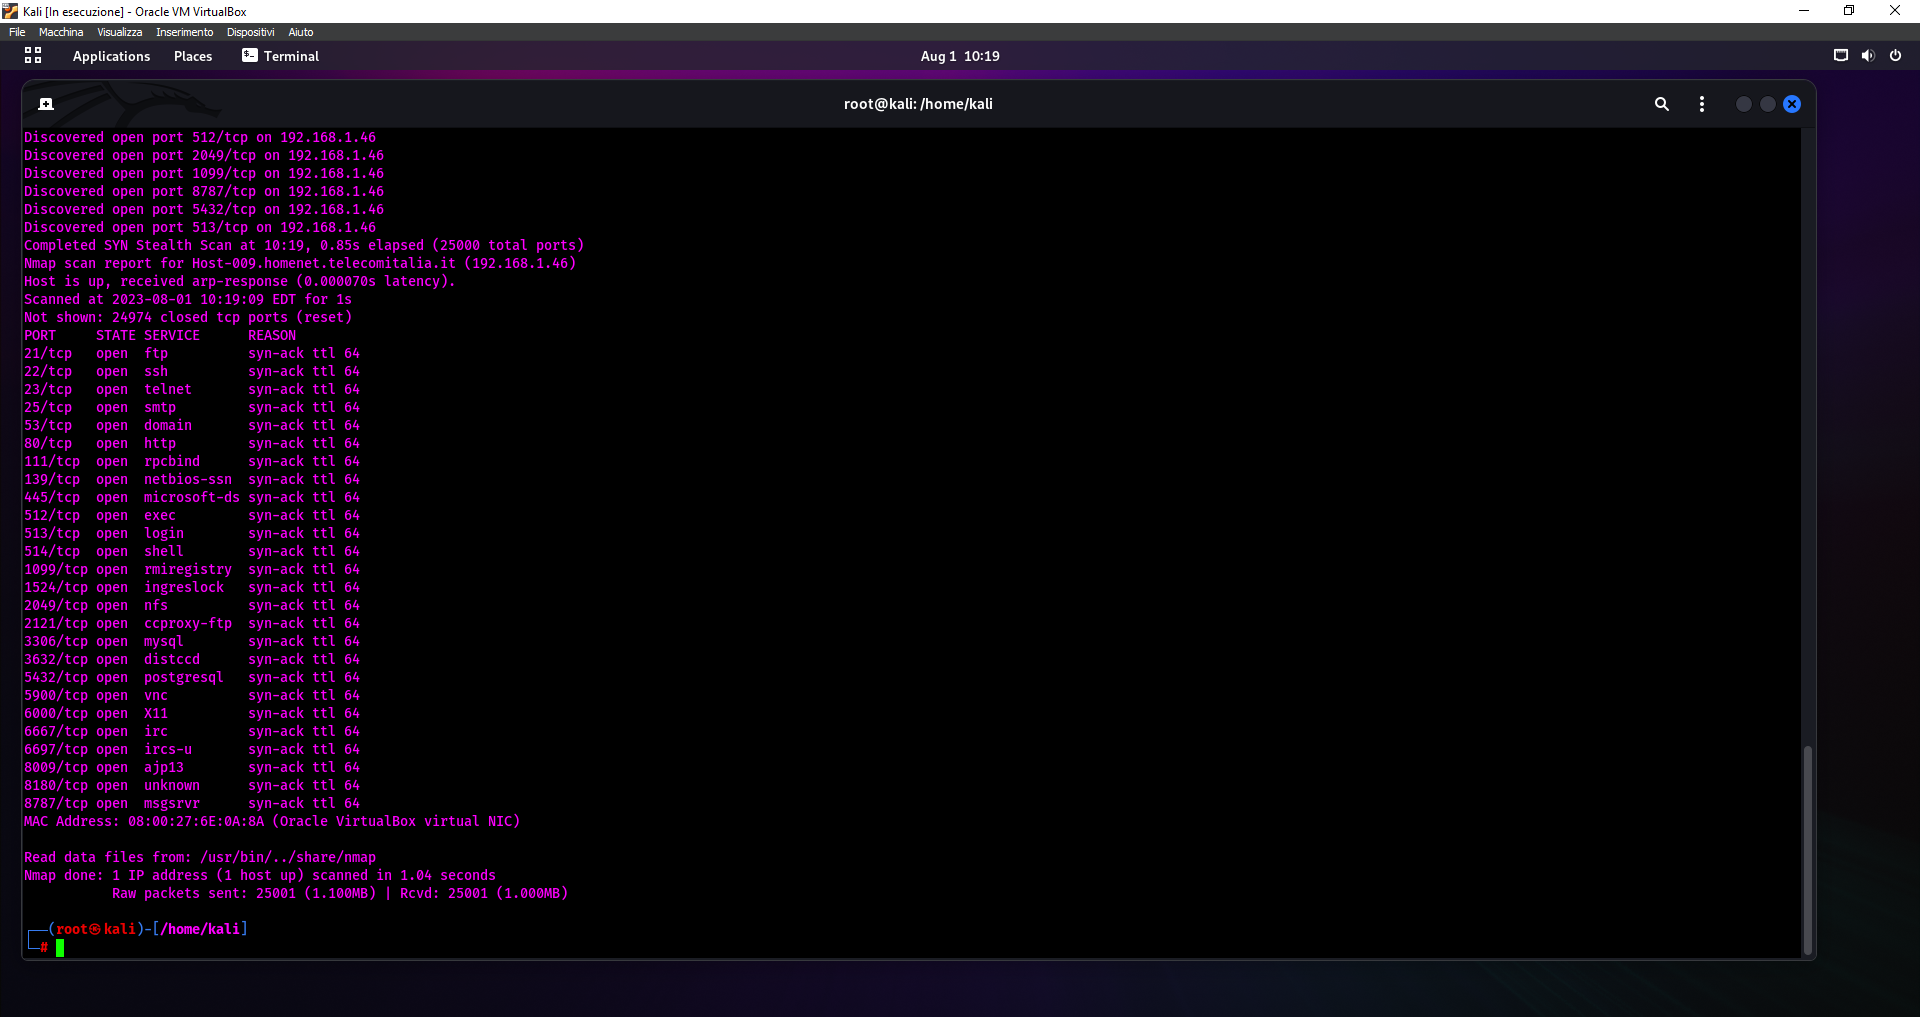 Kali [In esecuzione] - Oracle VM VirtualBox
File Macchina Visualizza Inserimento Dispositivi Aiuto
Applications Places Terminal Aug 1 10:19
root@kali: /home/kali
Discovered open port 512/tcp on 192.168.1.46
Discovered open port 2049/tcp on 192.168.1.46
Discovered open port 1099/tcp on 192.168.1.46
Discovered open port 8787/tcp on 192.168.1.46
Discovered open port 5432/tcp on 192.168.1.46
Discovered open port 513/tcp on 192.168.1.46
Completed SYN Stealth Scan at 10:19, 0.85s elapsed (25000 total ports)
Nmap scan report for Host-009.homenet.telecomitalia.it (192.168.1.46)
Host is up, received arp-response (0.000070s latency).
Scanned at 2023-08-01 10:19:09 EDT for 1s
Not shown: 24974 closed tcp ports (reset)
PORT     STATE SERVICE      REASON
21/tcp   open  ftp          syn-ack ttl 64
22/tcp   open  ssh          syn-ack ttl 64
23/tcp   open  telnet       syn-ack ttl 64
25/tcp   open  smtp         syn-ack ttl 64
53/tcp   open  domain       syn-ack ttl 64
80/tcp   open  http         syn-ack ttl 64
111/tcp  open  rpcbind      syn-ack ttl 64
139/tcp  open  netbios-ssn  syn-ack ttl 64
445/tcp  open  microsoft-ds syn-ack ttl 64
512/tcp  open  exec         syn-ack ttl 64
513/tcp  open  login        syn-ack ttl 64
514/tcp  open  shell        syn-ack ttl 64
1099/tcp open  rmiregistry  syn-ack ttl 64
1524/tcp open  ingreslock   syn-ack ttl 64
2049/tcp open  nfs          syn-ack ttl 64
2121/tcp open  ccproxy-ftp  syn-ack ttl 64
3306/tcp open  mysql        syn-ack ttl 64
3632/tcp open  distccd      syn-ack ttl 64
5432/tcp open  postgresql   syn-ack ttl 64
5900/tcp open  vnc          syn-ack ttl 64
6000/tcp open  X11          syn-ack ttl 64
6667/tcp open  irc          syn-ack ttl 64
6697/tcp open  ircs-u       syn-ack ttl 64
8009/tcp open  ajp13        syn-ack ttl 64
8180/tcp open  unknown      syn-ack ttl 64
8787/tcp open  msgsrvr      syn-ack ttl 64
MAC Address: 08:00:27:6E:0A:8A (Oracle VirtualBox virtual NIC)
Read data files from: /usr/bin/../share/nmap
Nmap done: 1 IP address (1 host up) scanned in 1.04 seconds
Raw packets sent: 25001 (1.100MB) | Rcvd: 25001 (1.000MB)
┌──(root㉿kali)-[/home/kali]
└─#